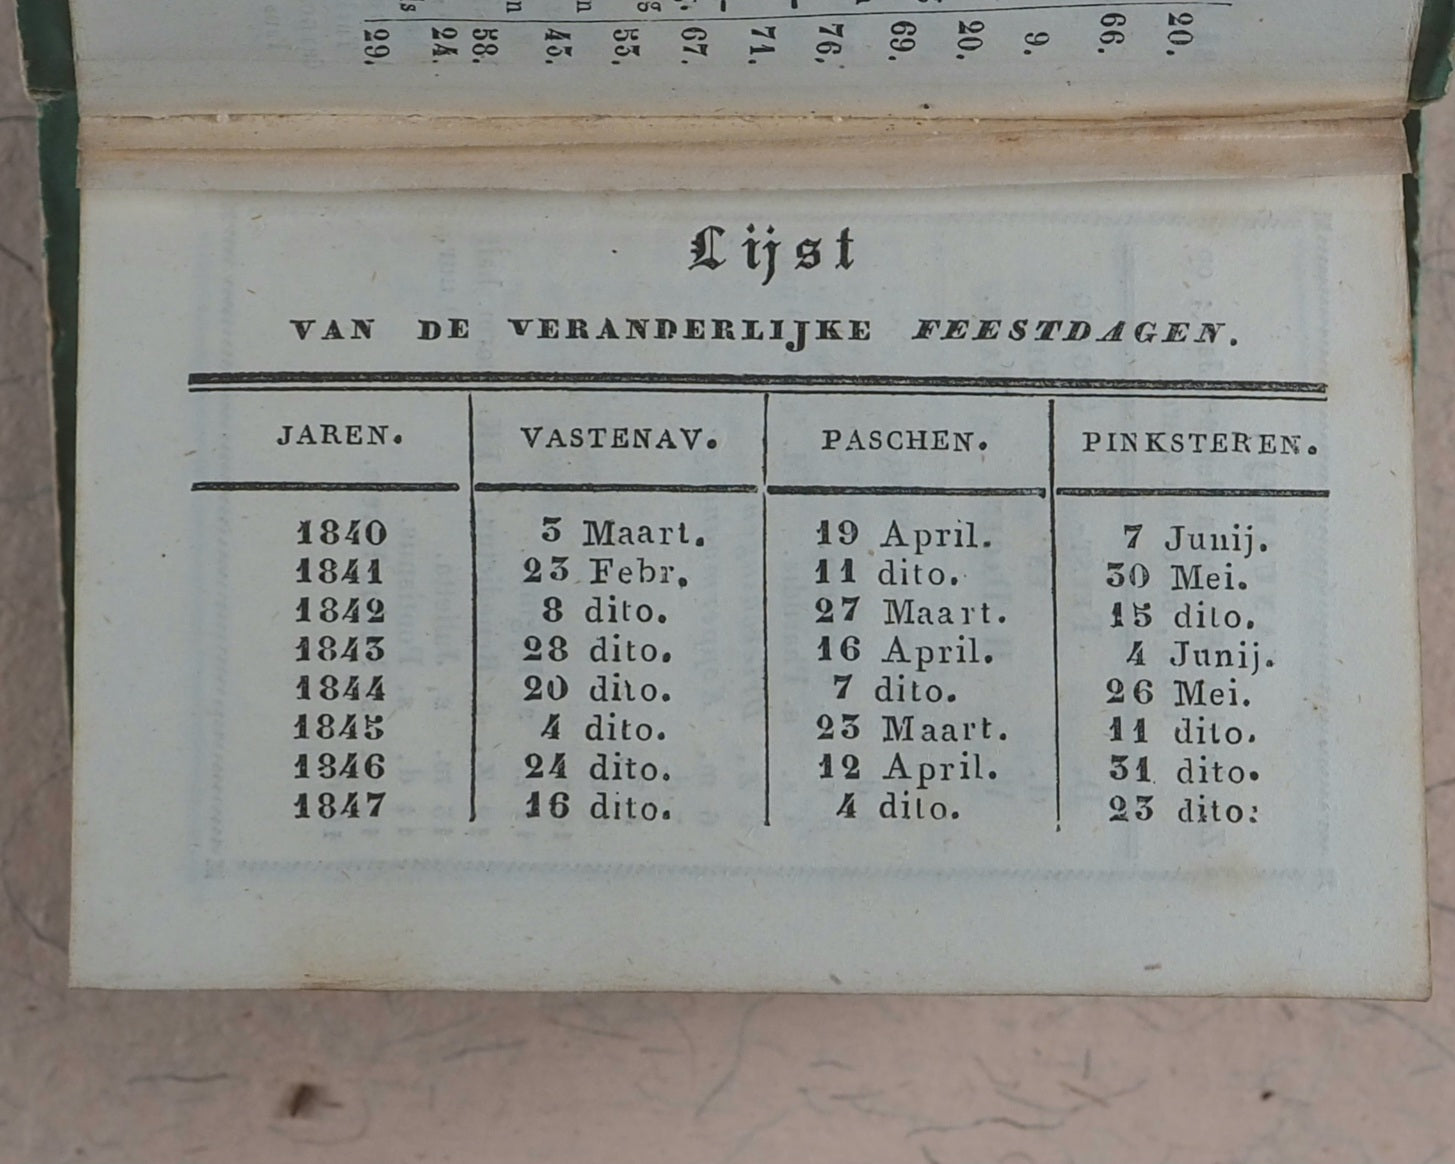 29. 24. 58. 45. 55. 67. 71. 76. 69. 20. 9. 66. 20.
Lijst
VAN DE VERANDERLIJKE FEESTDAGEN.
JAREN. VASTENAV. PASCHEN. PINKSTEREN.
1840 3 Maart. 19 April. 7 Junij.
1841 23 Febr. 11 dito. 30 Mei.
1842 8 dito. 27 Maart. 15 dito.
1843 28 dito. 16 April. 4 Junij.
1844 20 dito. 7 dito. 26 Mei.
1845 4 dito. 23 Maart. 11 dito.
1846 24 dito. 12 April. 31 dito.
1847 16 dito. 4 dito. 23 dito.